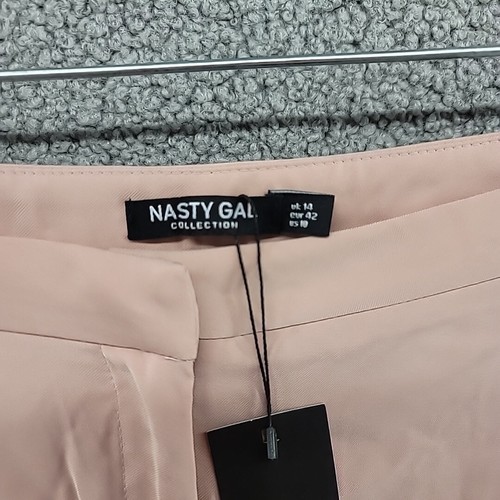 NASTY GAL
COLLECTION
uk 14
eur 42
us 10